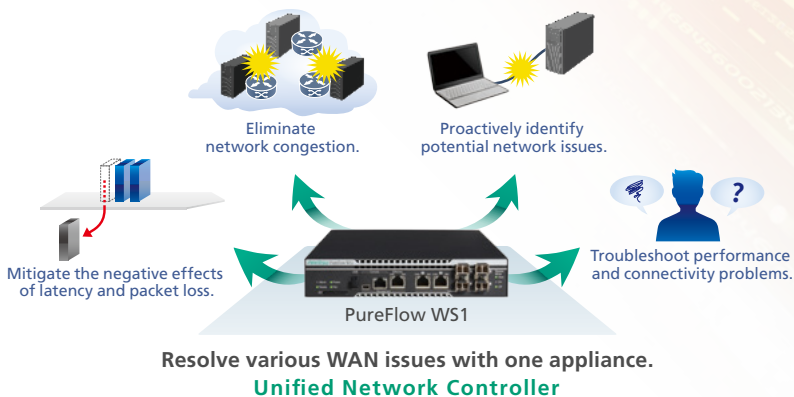 Eliminate
network congestion.
Proactively identify
potential network issues.
?
Mitigate the negative effects
of latency and packet loss.
Troubleshoot performance
and connectivity problems.
PureFlow WS1
Resolve various WAN issues with one appliance.
Unified Network Controller